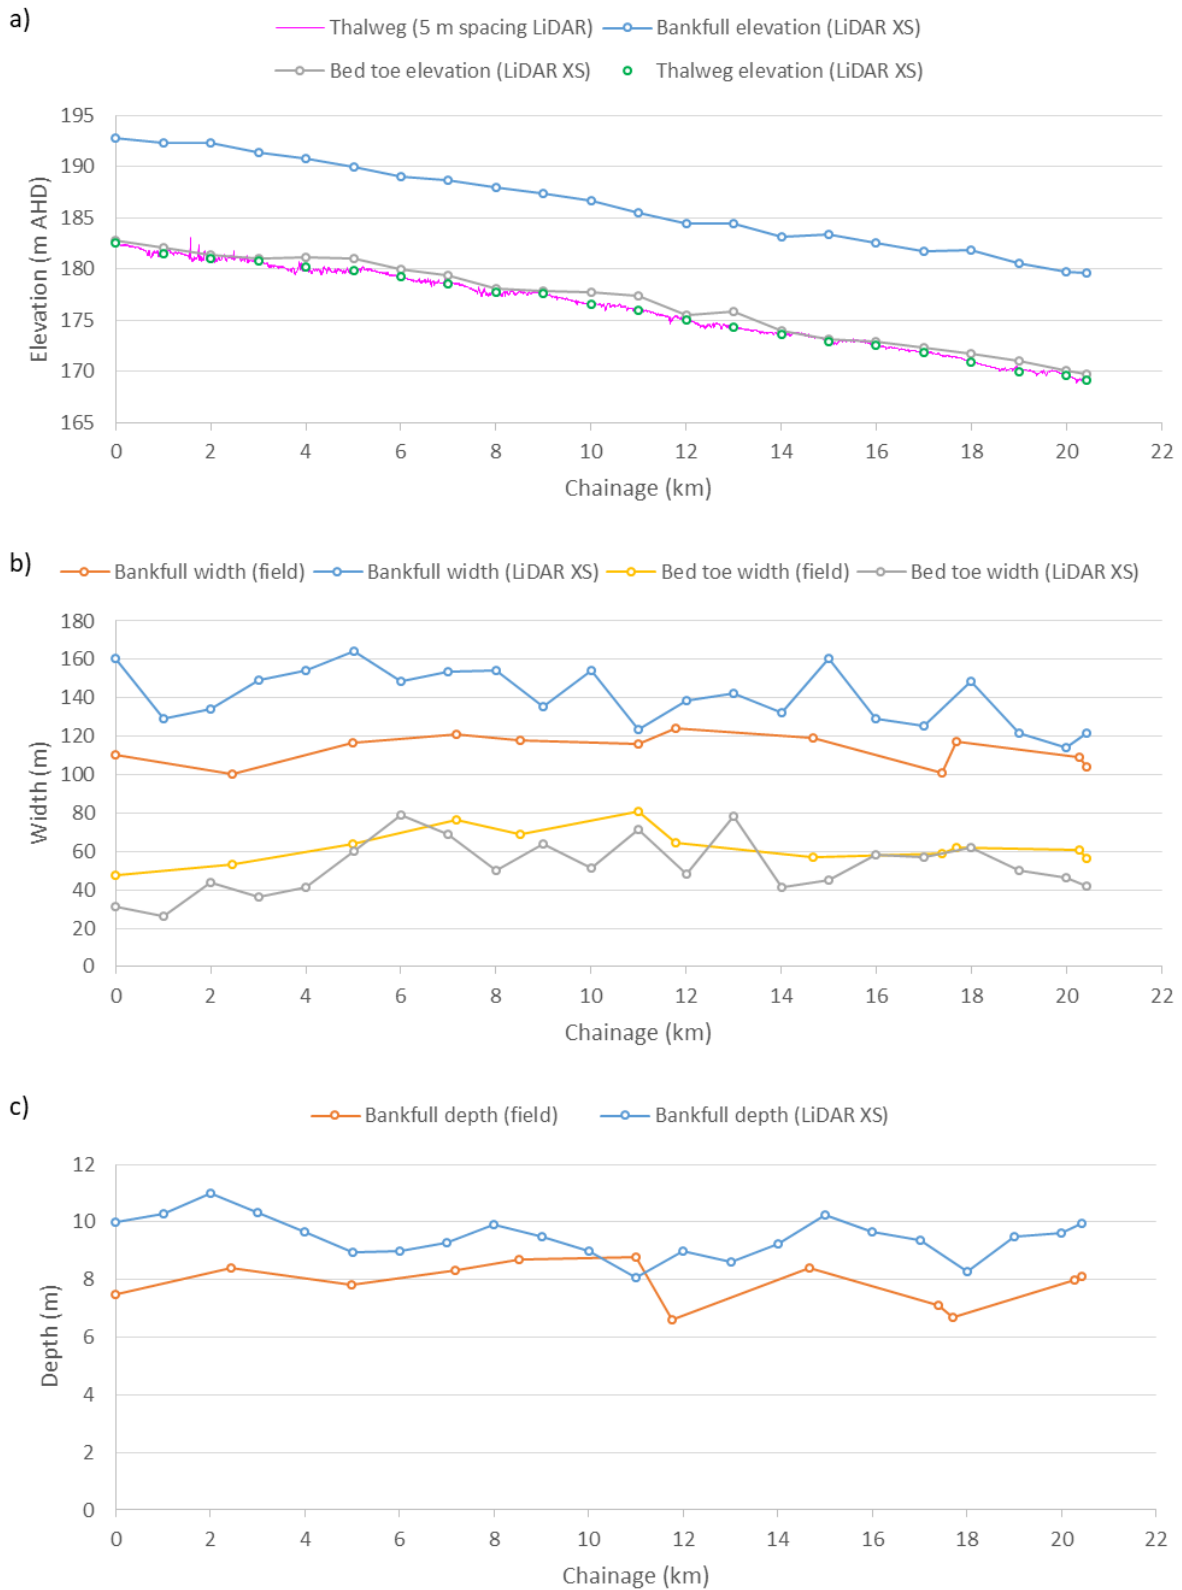 a)
Thalweg (5 m spacing LiDAR) Bankfull elevation (LiDAR XS)
Bed toe elevation (LiDAR XS) Thalweg elevation (LiDAR XS)
195
190
185
180
175
170
165
Elevation (m AHD)
0 2 4 6 8 10 12 14 16 18 20 22
Chainage (km)
b)
Bankfull width (field) Bankfull width (LiDAR XS) Bed toe width (field) Bed toe width (LiDAR XS)
180
160
140
120
100
80
60
40
20
0
Width (m)
0 2 4 6 8 10 12 14 16 18 20 22
Chainage (km)
c)
Bankfull depth (field) Bankfull depth (LiDAR XS)
12
10
8
6
4
2
0
Depth (m)
0 2 4 6 8 10 12 14 16 18 20 22
Chainage (km)